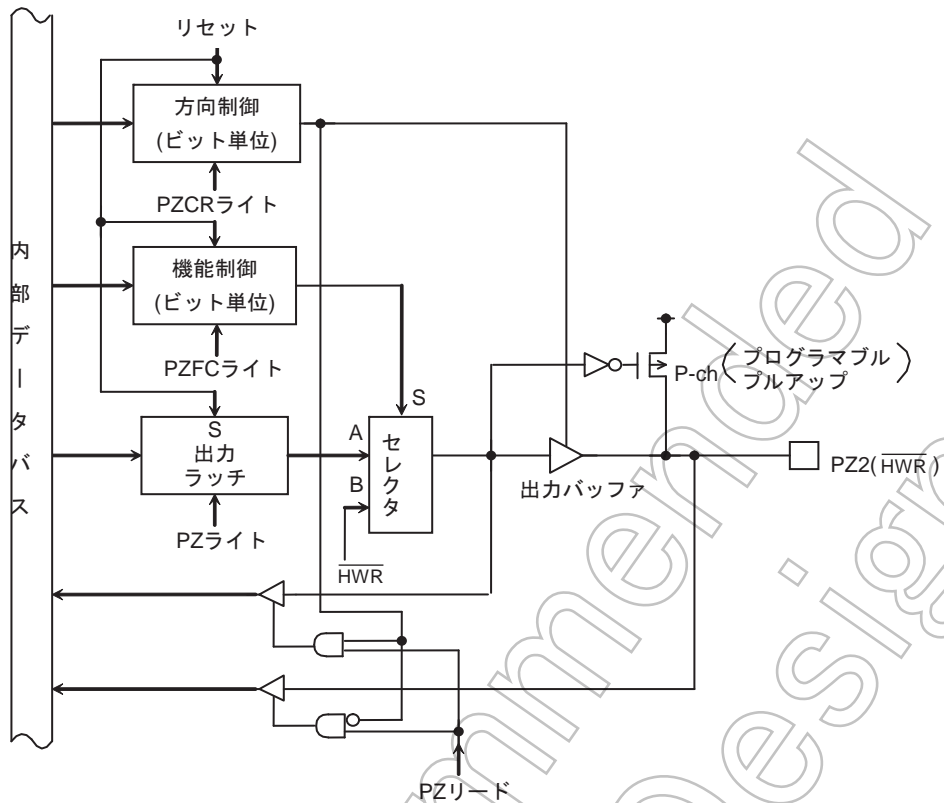 リセット
方向制御
(ビット単位)
PZCRライト
内部データバス
機能制御
(ビット単位)
PZFCライト
P-ch
プログラマブル
プルアップ
S
S
出力
ラッチ
A
B
セレクタ
出力バッファ
PZ2(HWR)
PZライト
HWR
PZリード
mmended
Design